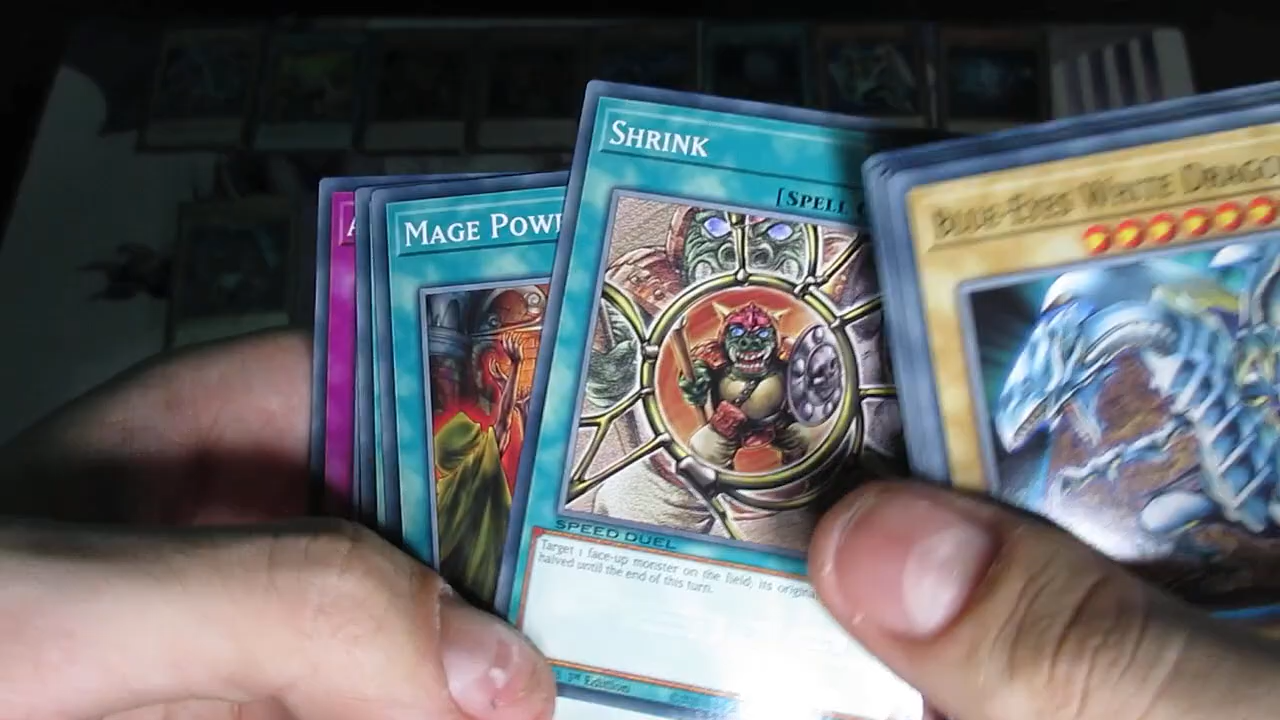 SHRINK
[SPELL
MAGE POW
BLUE-EYES WHITE DRAGO
SPEED DUEL
Target 1 face-up monster on the field; its origina
halved until the end of this turn.
1st Edition
A